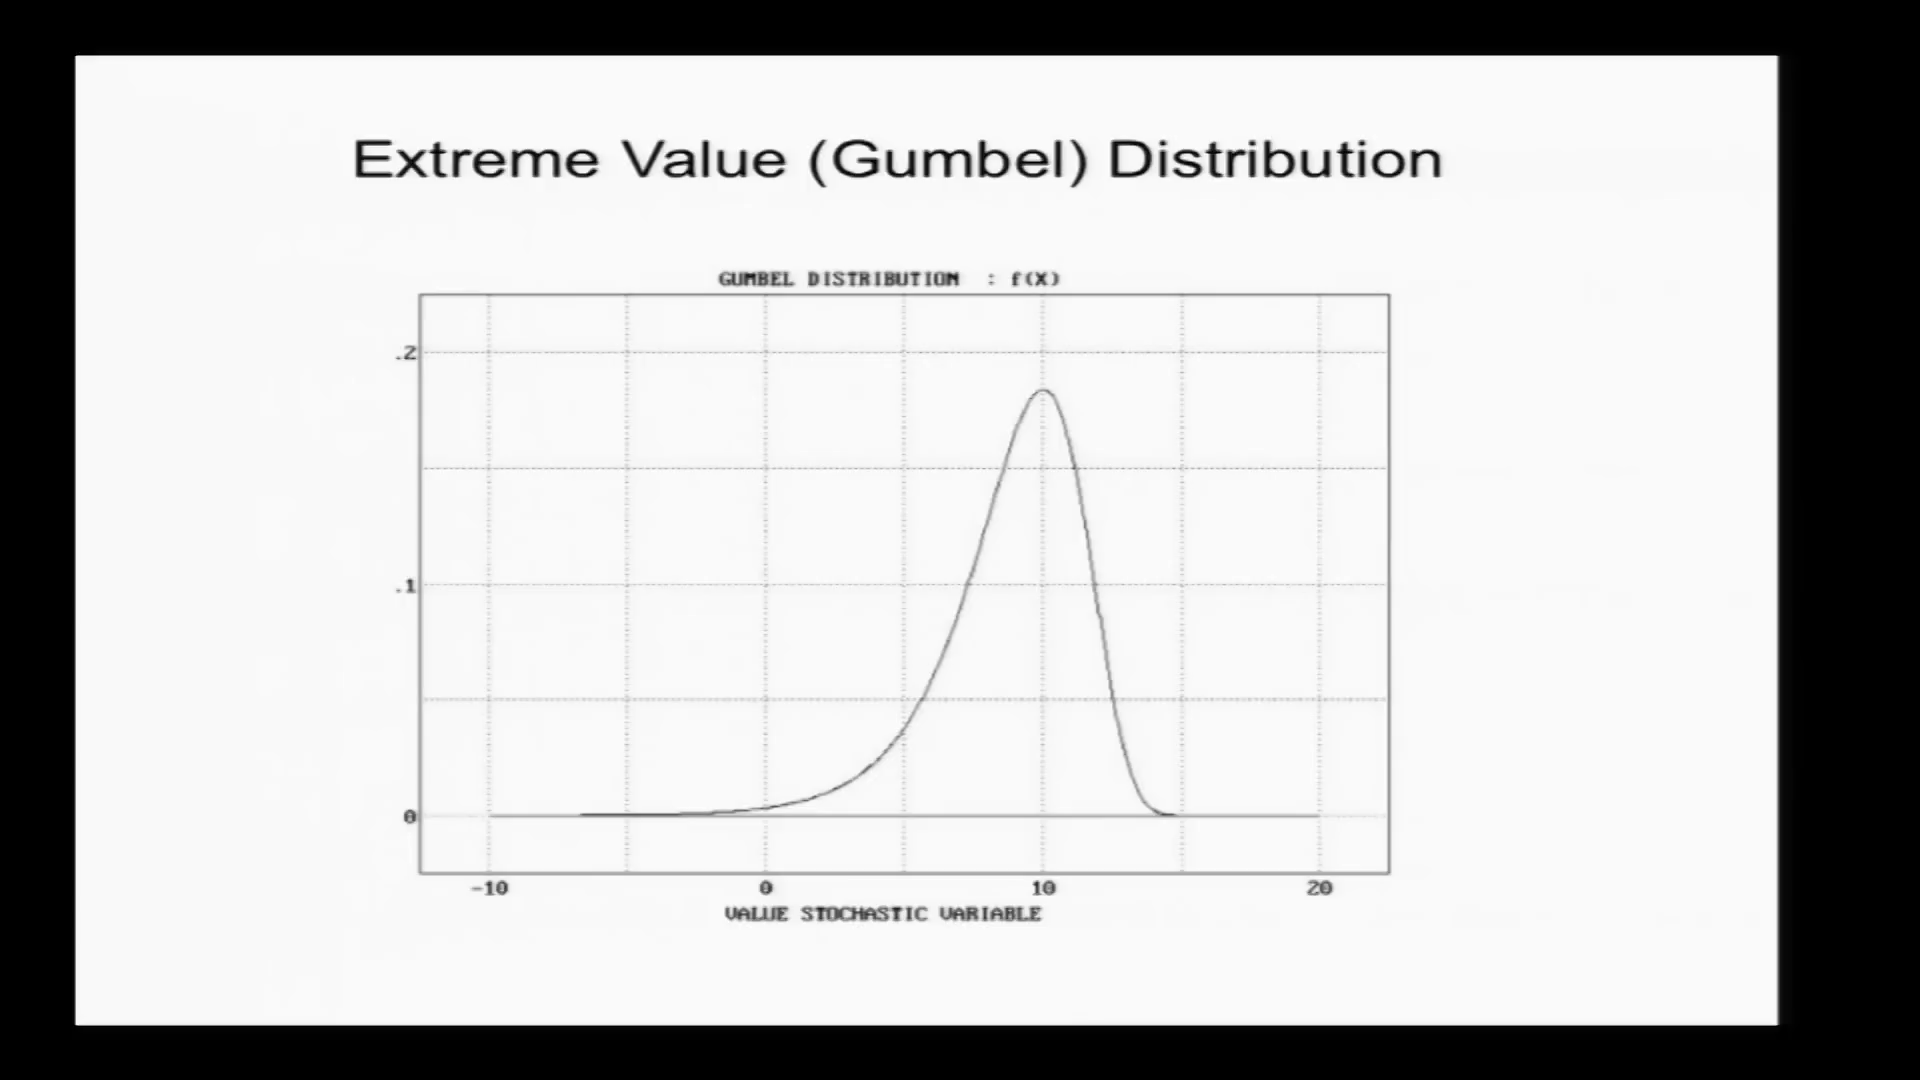 Extreme Value (Gumbel) Distribution
GUMBEL DISTRIBUTION : f(X)
.2
.1
0
-10 0 10 20
VALUE STOCHASTIC VARIABLE